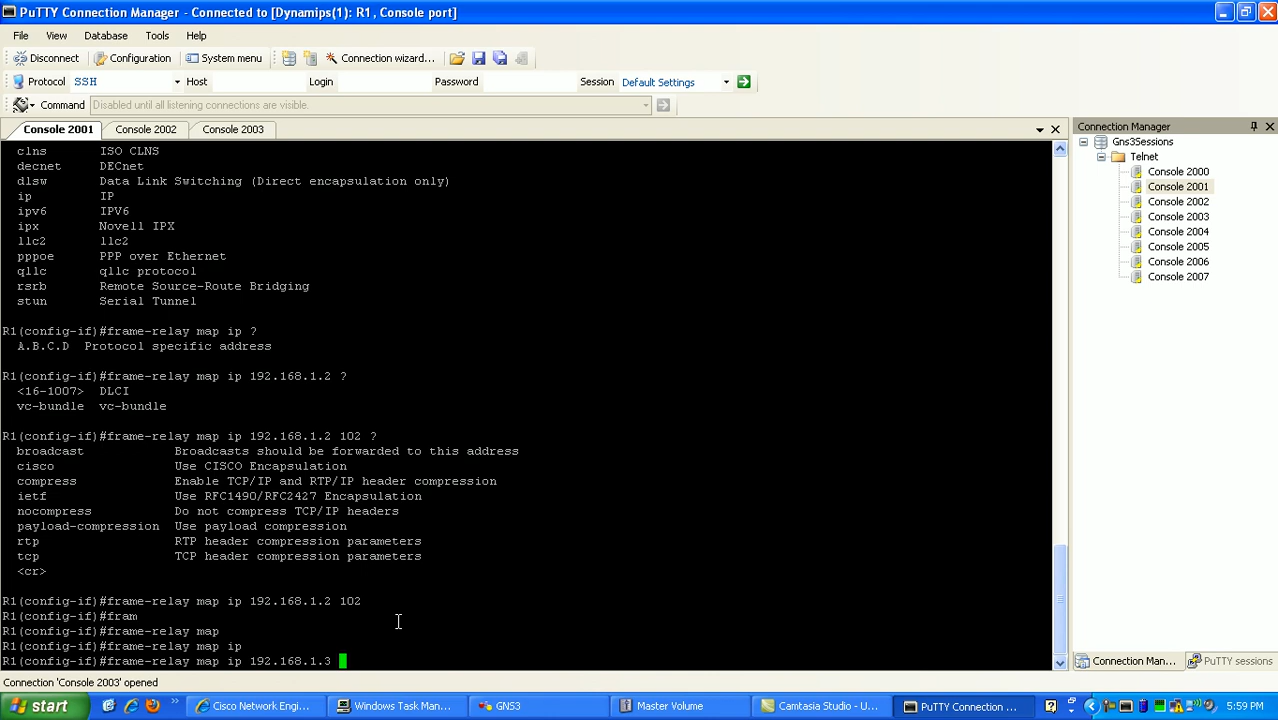 PuTTY Connection Manager - Connected to [Dynamips(1): R1, Console port]
File View Database Tools Help
Disconnect Configuration System menu Connection wizard...
Protocol SSH Host Login Password Session Default Settings
Command Disabled until all listening connections are visible.
Console 2001 Console 2002 Console 2003
clns ISO CLNS
decnet DECnet
dlsw Data Link Switching (Direct encapsulation only)
ip IP
ipv6 IPV6
ipx Novell IPX
llc2 llc2
pppoe PPP over Ethernet
qllc qllc protocol
rsrb Remote Source-Route Bridging
stun Serial Tunnel
R1(config-if)#frame-relay map ip ?
A.B.C.D Protocol specific address
R1(config-if)#frame-relay map ip 192.168.1.2 ?
<16-1007> DLCI
vc-bundle vc-bundle
R1(config-if)#frame-relay map ip 192.168.1.2 102 ?
broadcast Broadcasts should be forwarded to this address
cisco Use CISCO Encapsulation
compress Enable TCP/IP and RTP/IP header compression
ietf Use RFC1490/RFC2427 Encapsulation
nocompress Do not compress TCP/IP headers
payload-compression Use payload compression
rtp RTP header compression parameters
tcp TCP header compression parameters
<cr>
R1(config-if)#frame-relay map ip 192.168.1.2 102
R1(config-if)#fram
R1(config-if)#frame-relay map
R1(config-if)#frame-relay map ip
R1(config-if)#frame-relay map ip 192.168.1.3
Connection Manager
Gns3Sessions
Telnet
Console 2000
Console 2001
Console 2002
Console 2003
Console 2004
Console 2005
Console 2006
Console 2007
Connection Man... PuTTY sessions
Connection 'Console 2003' opened
start Cisco Network Engi... Windows Task Man... GNS3 Master Volume Camtasia Studio - U... PuTTY Connection ... 5:59 PM